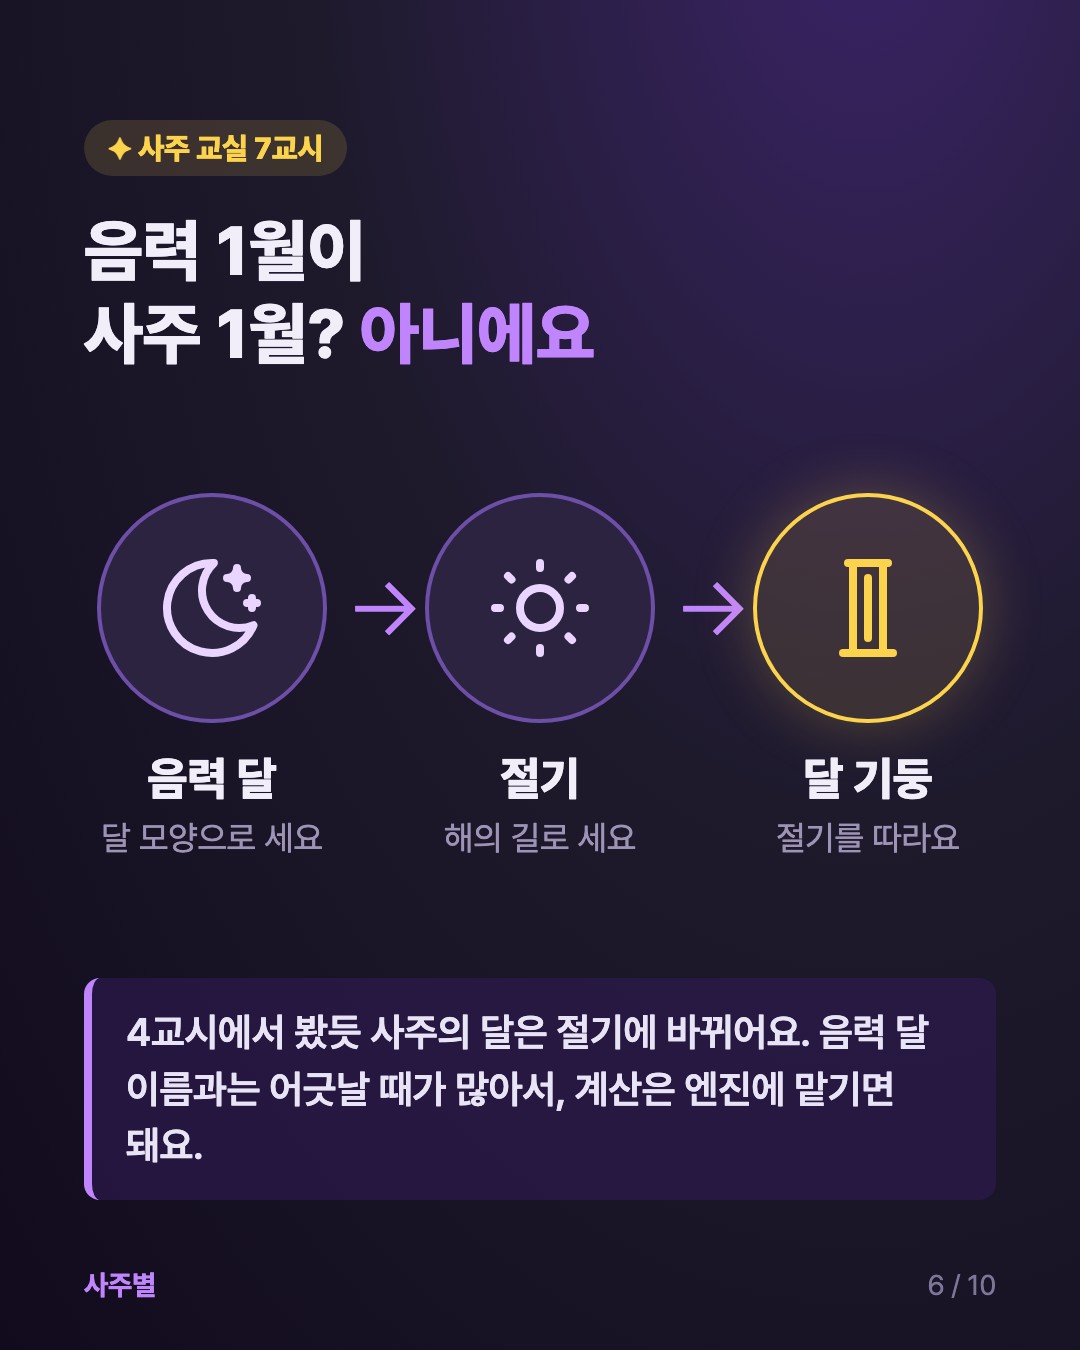 ✦ 사주 교실 7교시
음력 1월이
사주 1월? 아니에요
음력 달
달 모양으로 세요
절기
해의 길로 세요
달 기둥
절기를 따라요
4교시에서 봤듯 사주의 달은 절기에 바뀌어요. 음력 달
이름과는 어긋날 때가 많아서, 계산은 엔진에 맡기면
돼요.
사주별
6 / 10